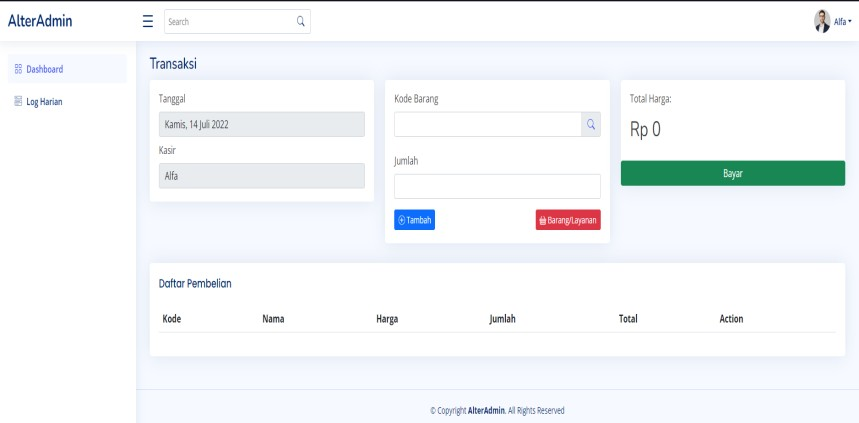 AlterAdmin
Search
Alfa
Dashboard
Log Harian
Transaksi
Tanggal
Kamis, 14 Juli 2022
Kasir
Alfa
Kode Barang
Jumlah
Tambah
Barang/Layanan
Total Harga:
Rp 0
Bayar
Daftar Pembelian
Kode Nama Harga Jumlah Total Action
© Copyright AlterAdmin. All Rights Reserved